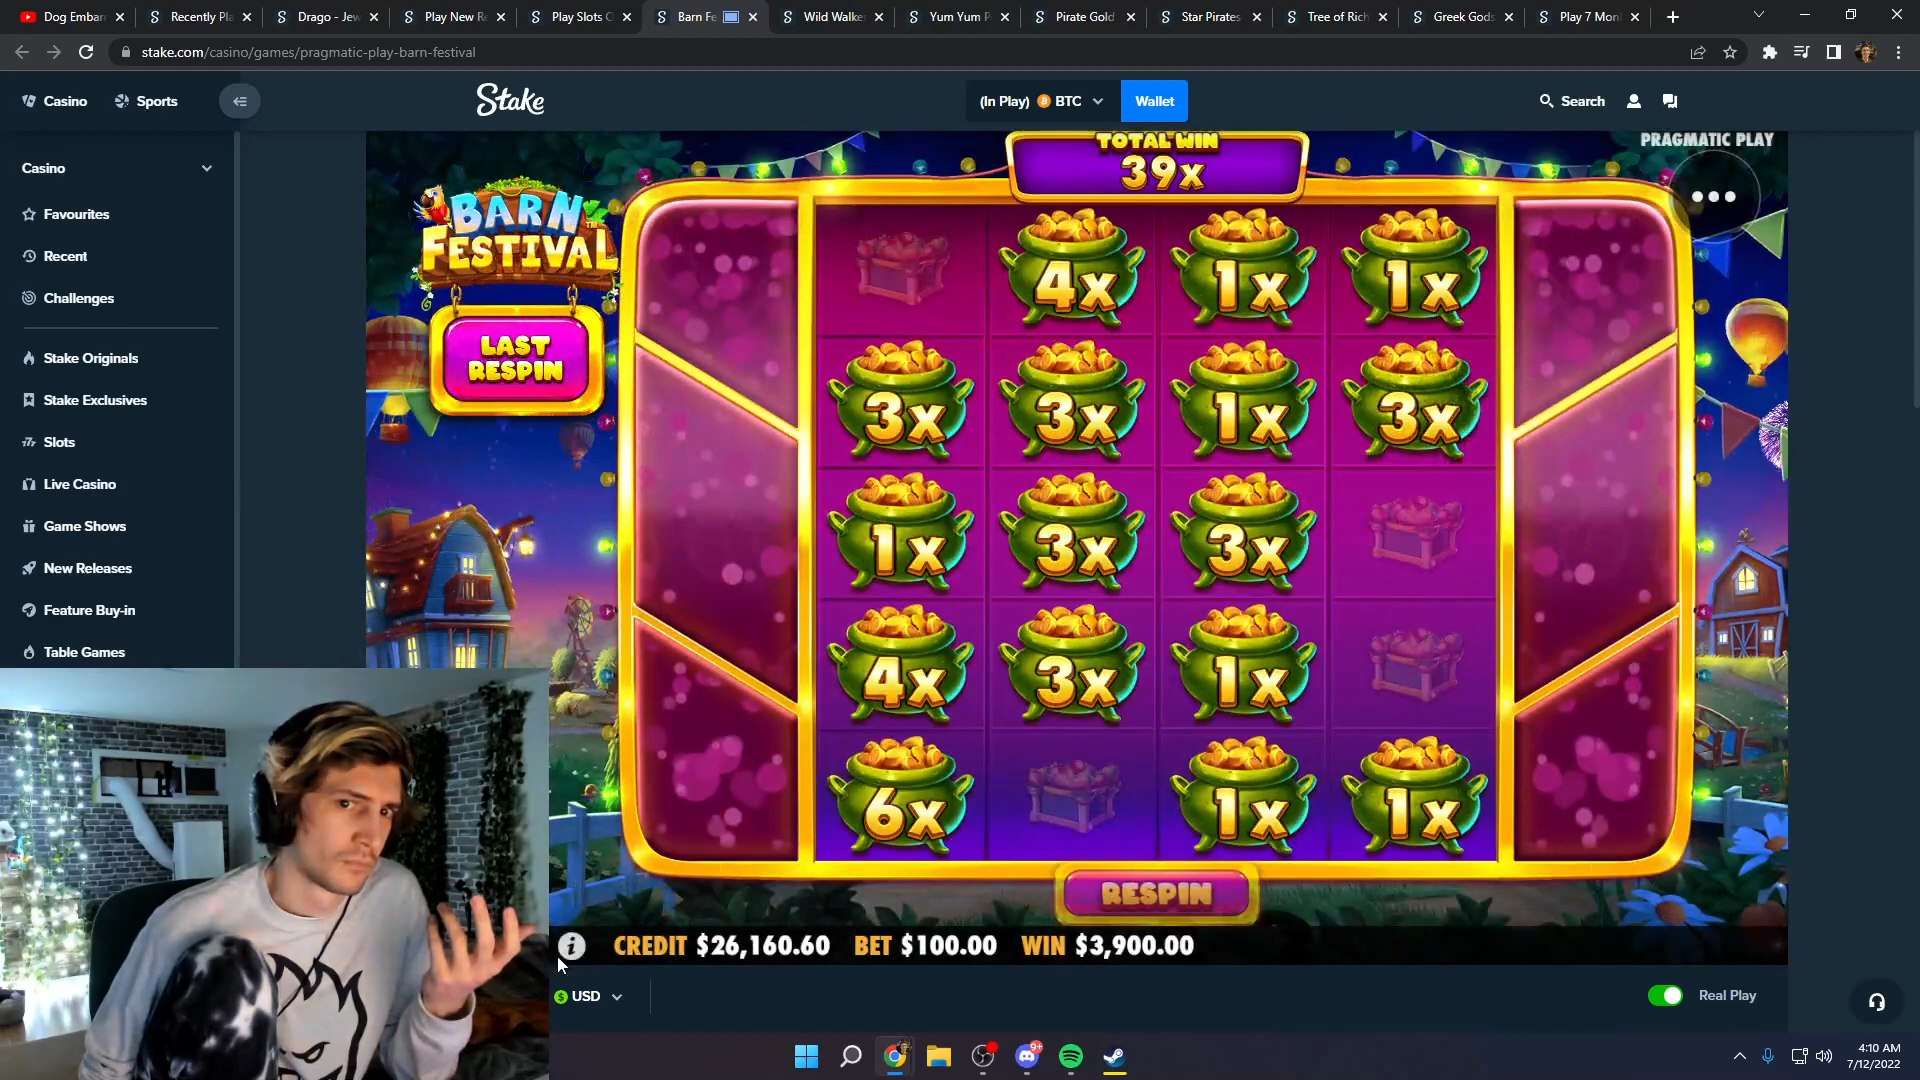 Dog Embar
Recently Pla
Drago - Jew
Play New Re
Play Slots O
Barn Fe
Wild Walke
Yum Yum P
Pirate Gold
Star Pirates
Tree of Rich
Greek Gods
Play 7 Monk
stake.com/casino/games/pragmatic-play-barn-festival
Casino
Sports
Stake
(In Play) BTC
Wallet
Search
Casino
Favourites
Recent
Challenges
Stake Originals
Stake Exclusives
Slots
Live Casino
Game Shows
New Releases
Feature Buy-in
Table Games
PRAGMATIC PLAY
TOTAL WIN
39x
BARN
FESTIVAL™
LAST
RESPIN
4x 1x 1x
3x 3x 1x 3x
1x 3x 3x
4x 3x 1x
6x 1x 1x
RESPIN
CREDIT $26,160.60 BET $100.00 WIN $3,900.00
USD
Real Play
9+
4:10 AM
7/12/2022